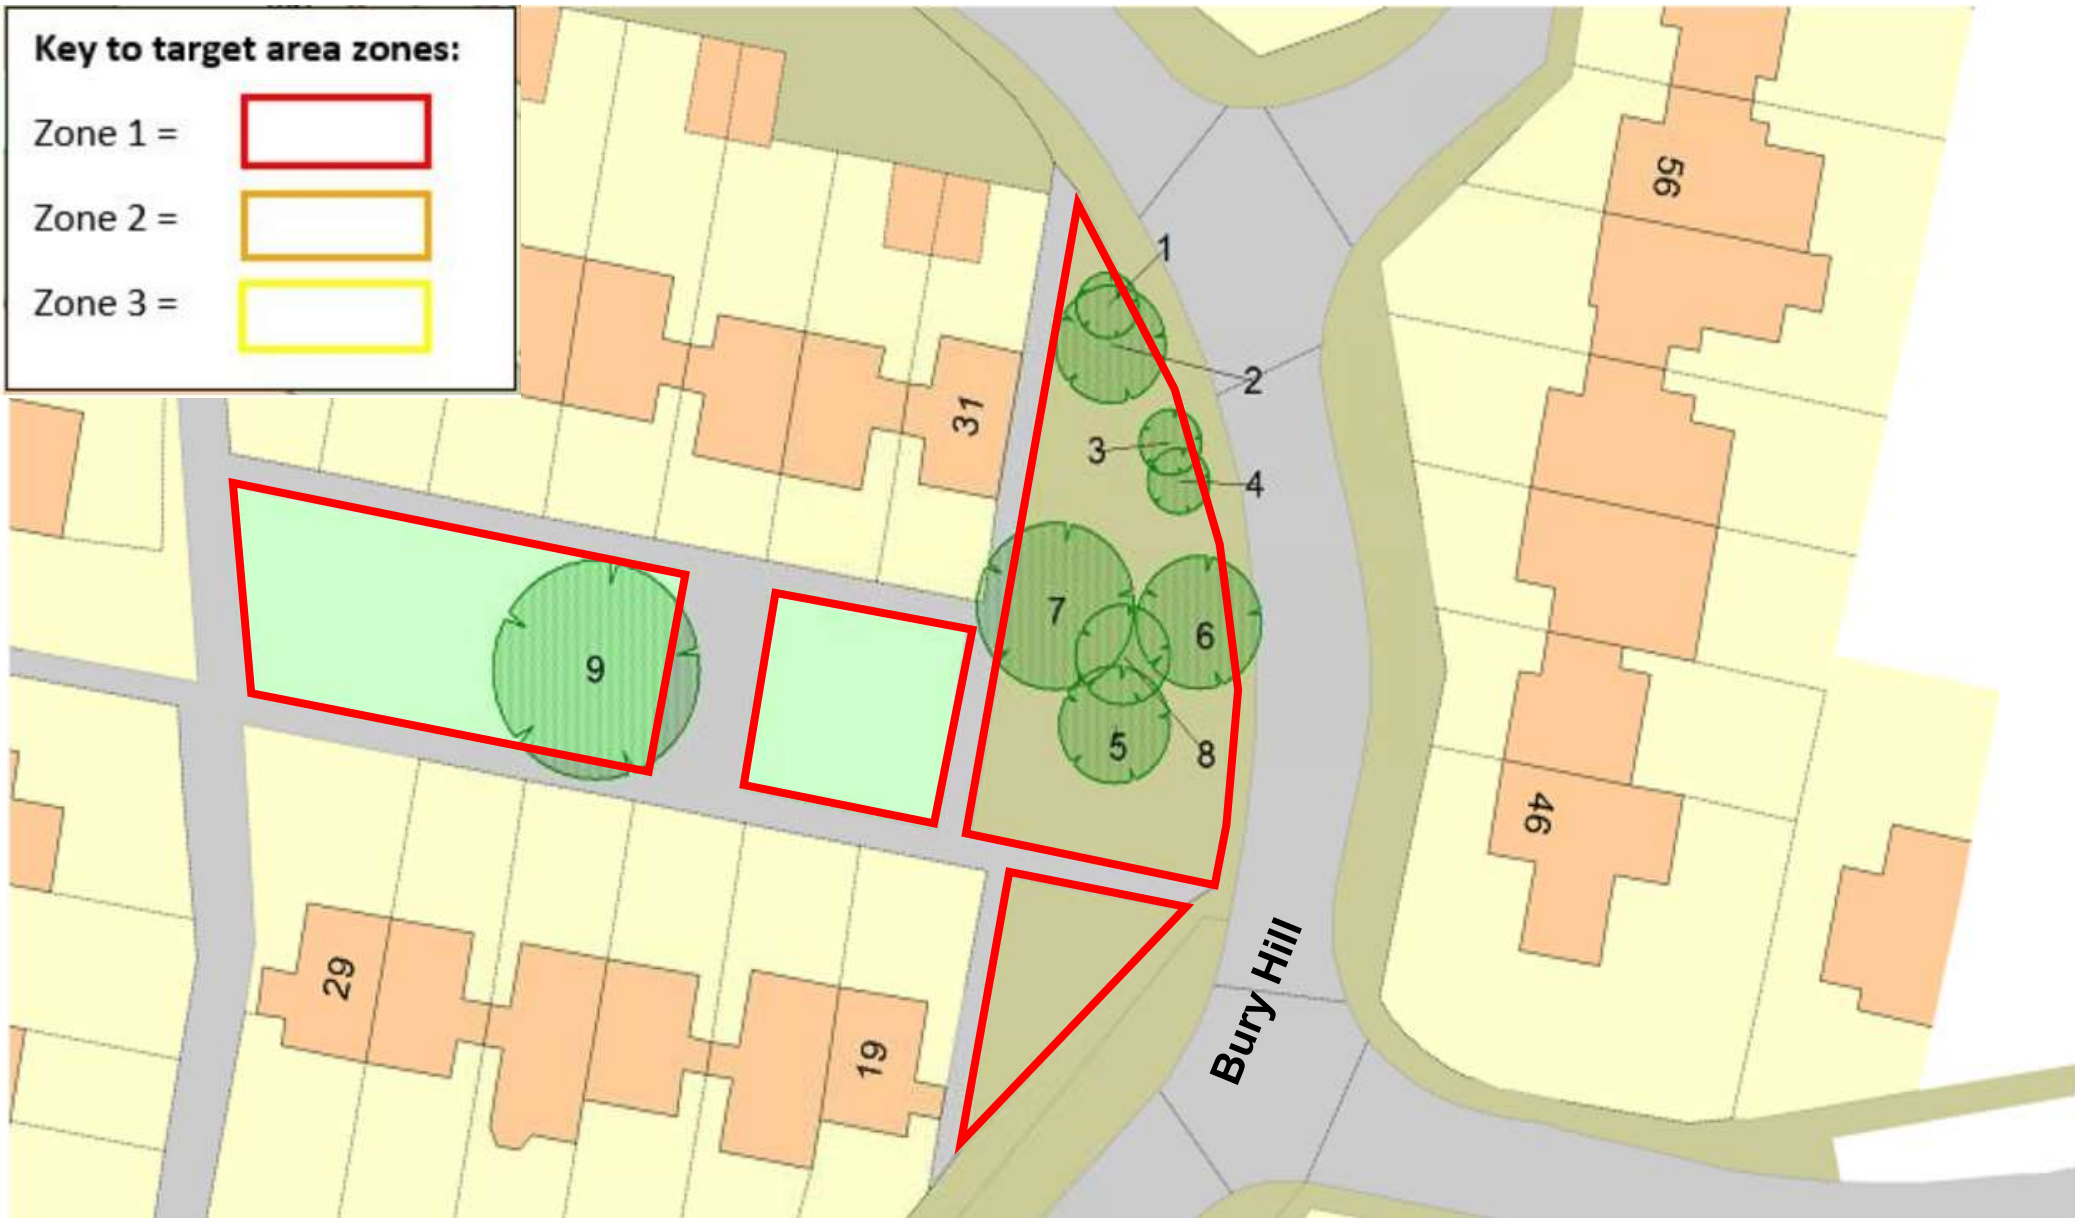 Key to target area zones:
Zone 1 =
Zone 2 =
Zone 3 =
56
1
2
31
3
4
7
6
9
5
8
46
29
19
Bury Hill